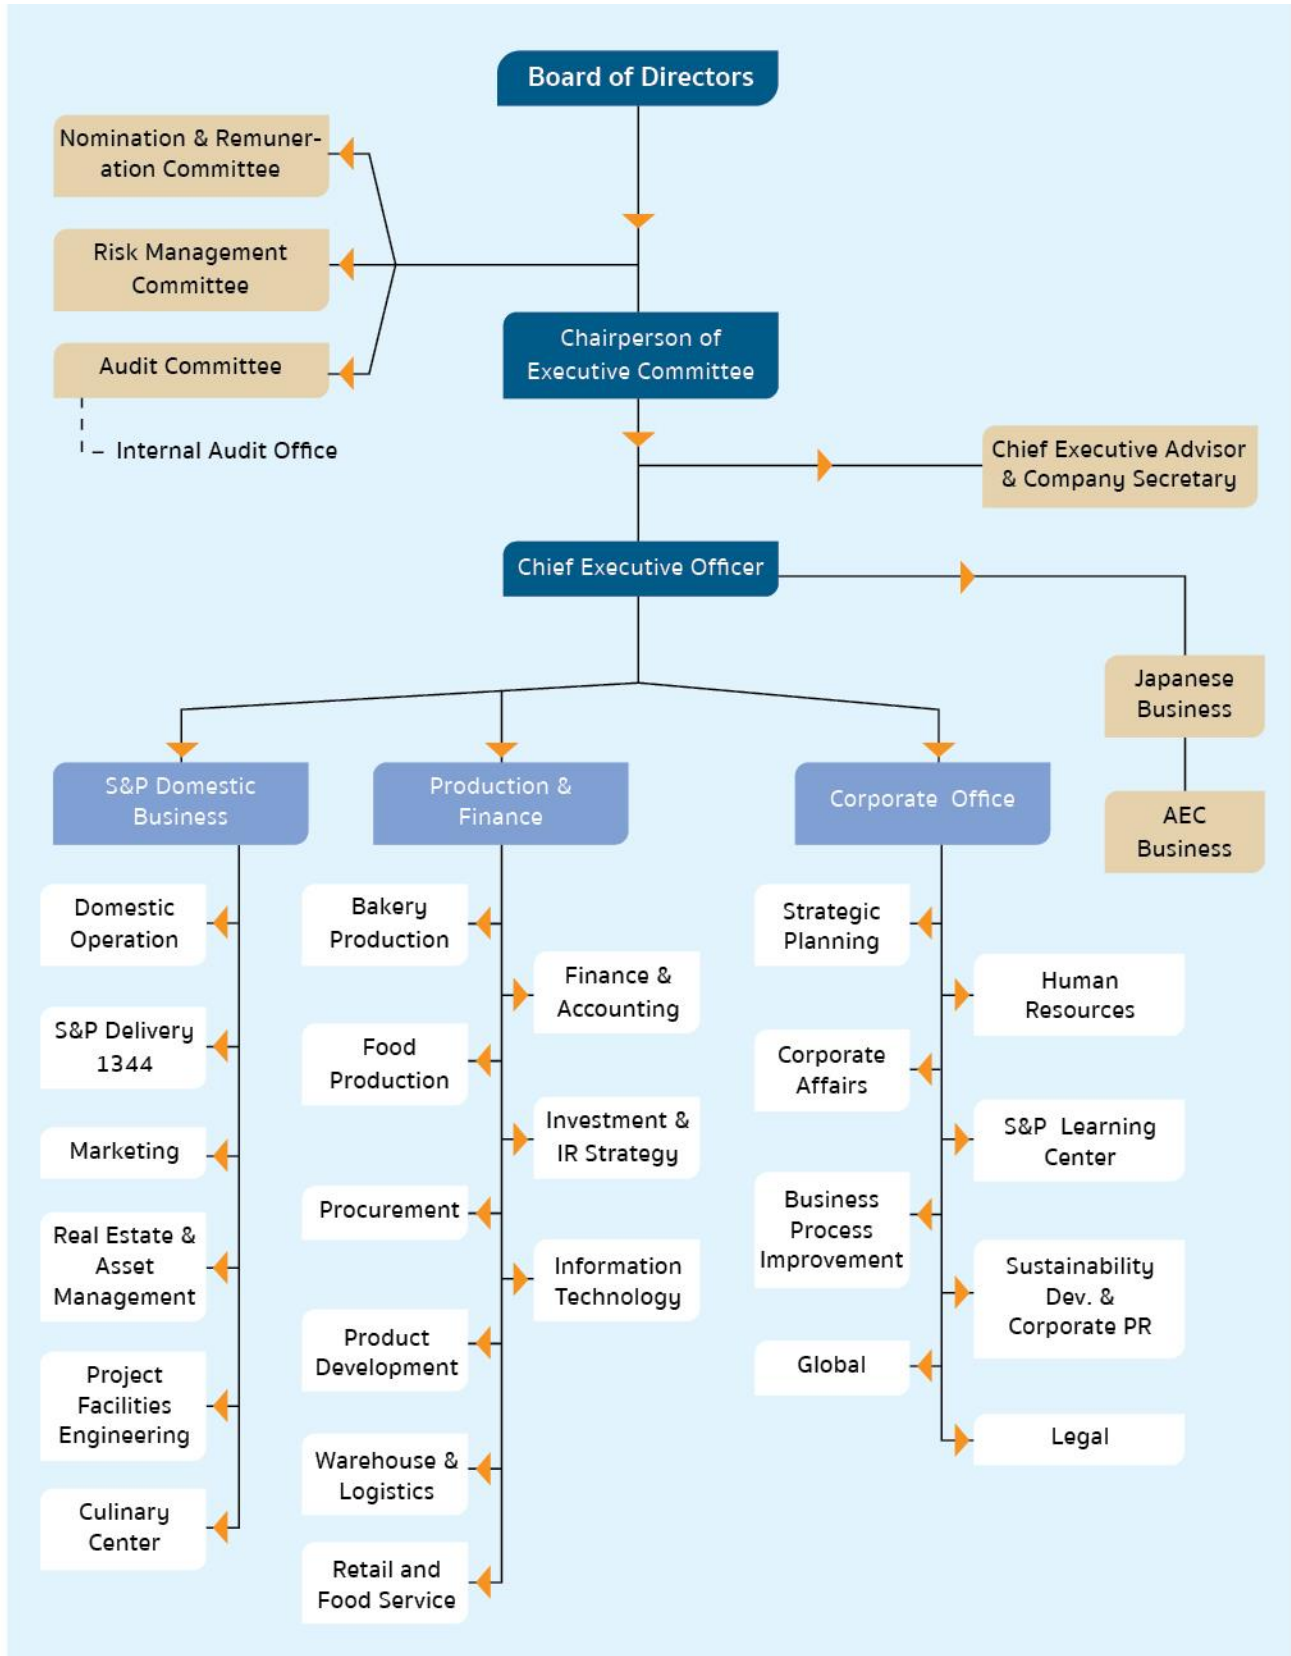 Board of Directors
Nomination & Remuner-
ation Committee
Risk Management
Committee
Audit Committee
– Internal Audit Office
Chairperson of
Executive Committee
Chief Executive Advisor
& Company Secretary
Chief Executive Officer
Japanese
Business
AEC
Business
S&P Domestic
Business
Domestic
Operation
S&P Delivery
1344
Marketing
Real Estate &
Asset
Management
Project
Facilities
Engineering
Culinary
Center
Production &
Finance
Bakery
Production
Finance &
Accounting
Food
Production
Investment &
IR Strategy
Procurement
Information
Technology
Product
Development
Warehouse &
Logistics
Retail and
Food Service
Corporate Office
Strategic
Planning
Human
Resources
Corporate
Affairs
S&P Learning
Center
Business
Process
Improvement
Sustainability
Dev. &
Corporate PR
Global
Legal